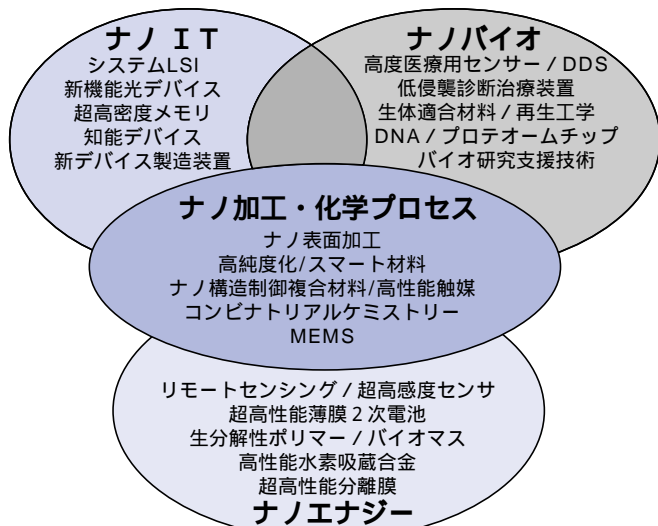 ナノ IT
システムLSI
新機能光デバイス
超高密度メモリ
知能デバイス
新デバイス製造装置
ナノバイオ
高度医療用センサー / DDS
低侵襲診断治療装置
生体適合材料 / 再生工学
DNA / プロテオームチップ
バイオ研究支援技術
ナノ加工・化学プロセス
ナノ表面加工
高純度化/スマート材料
ナノ構造制御複合材料/高性能触媒
コンビナトリアルケミストリー
MEMS
リモートセンシング / 超高感度センサ
超高性能薄膜２次電池
生分解性ポリマー / バイオマス
高性能水素吸蔵合金
超高性能分離膜
ナノエナジー